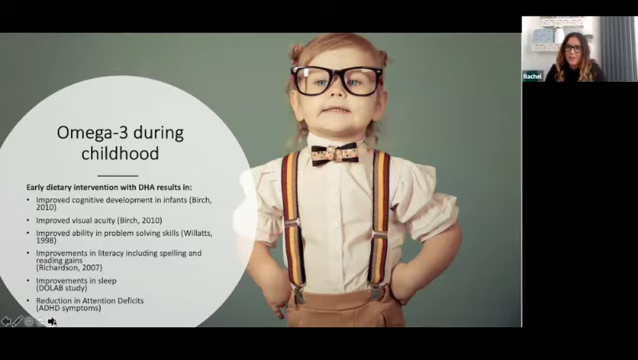 Omega-3 during
childhood
Early dietary intervention with DHA results in:
• Improved cognitive development in infants (Birch,
2010)
• Improved visual acuity (Birch, 2010)
• Improved ability in problem solving skills (Willatts,
1998)
• Improvements in literacy including spelling and
reading gains
(Richardson, 2007)
• Improvements in sleep
(DOLAB study)
• Reduction in Attention Deficits
(ADHD symptoms)
Rachel